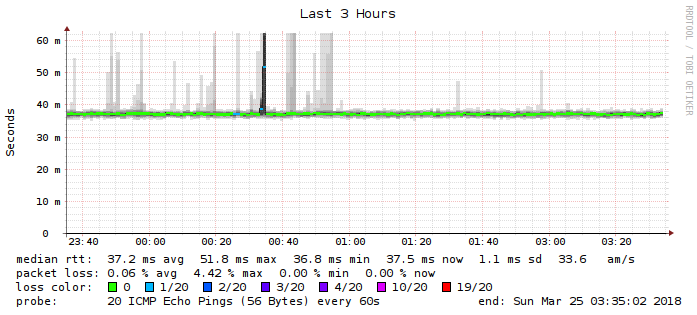 Last 3 Hours
RRDTOOL / TOBI OETIKER
Seconds
60 m
50 m
40 m
30 m
20 m
10 m
0
23:40 00:00 00:20 00:40 01:00 01:20 01:40 02:00 02:20 02:40 03:00 03:20
median rtt: 37.2 ms avg 51.8 ms max 36.8 ms min 37.5 ms now 1.1 ms sd 33.6 am/s
packet loss: 0.06 % avg 4.42 % max 0.00 % min 0.00 % now
loss color: 0 1/20 2/20 3/20 4/20 10/20 19/20
probe: 20 ICMP Echo Pings (56 Bytes) every 60s end: Sun Mar 25 03:35:02 2018